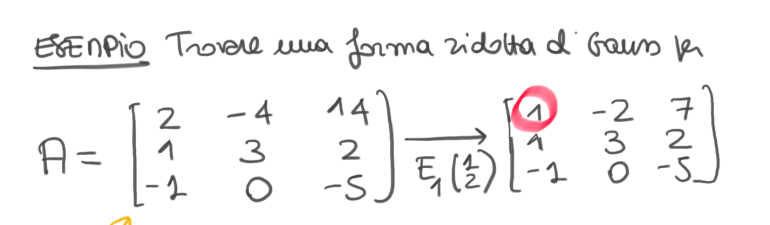 ESEMPIO Trovare una forma ridotta di Gauss per
A = [2 -4 14; 1 3 2; -1 0 -5] → E₁(1/2) [1 -2 7; 1 3 2; -1 0 -5]